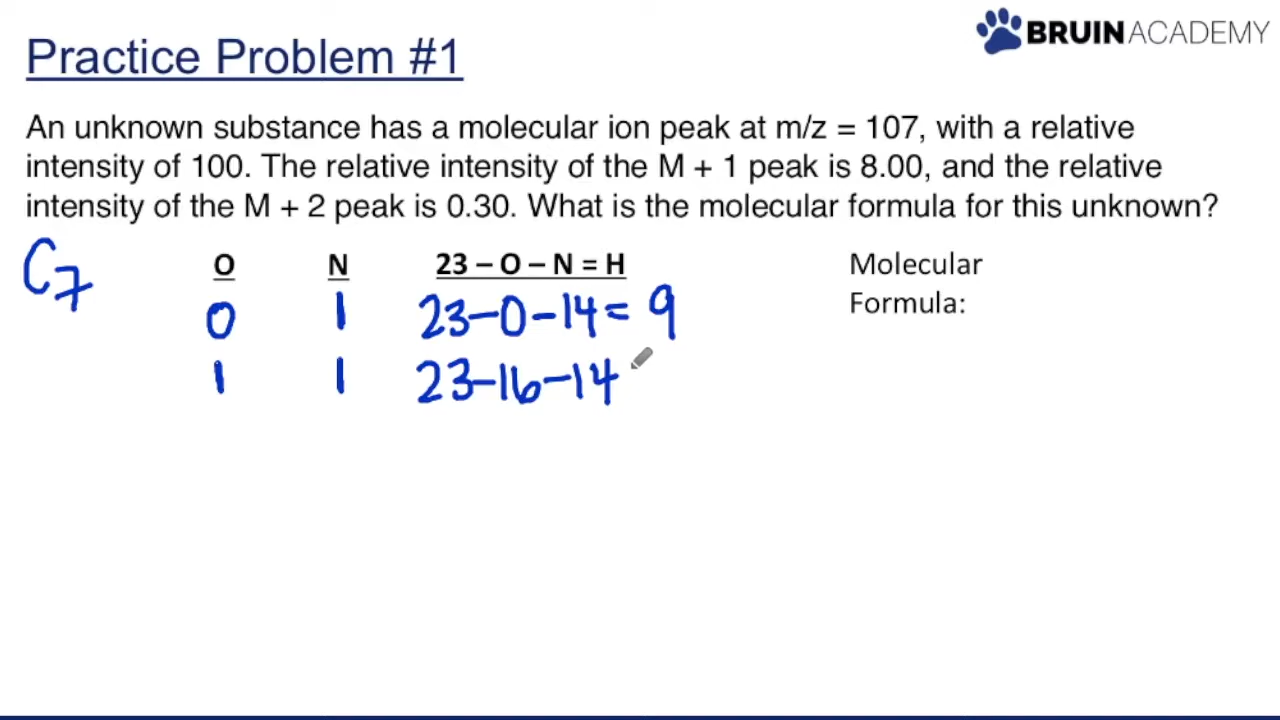 BRUIN ACADEMY
Practice Problem #1
An unknown substance has a molecular ion peak at m/z = 107, with a relative
intensity of 100. The relative intensity of the M + 1 peak is 8.00, and the relative
intensity of the M + 2 peak is 0.30. What is the molecular formula for this unknown?
C7 O N 23 – O – N = H Molecular
Formula:
0 1 23-0-14= 9
1 1 23-16-14